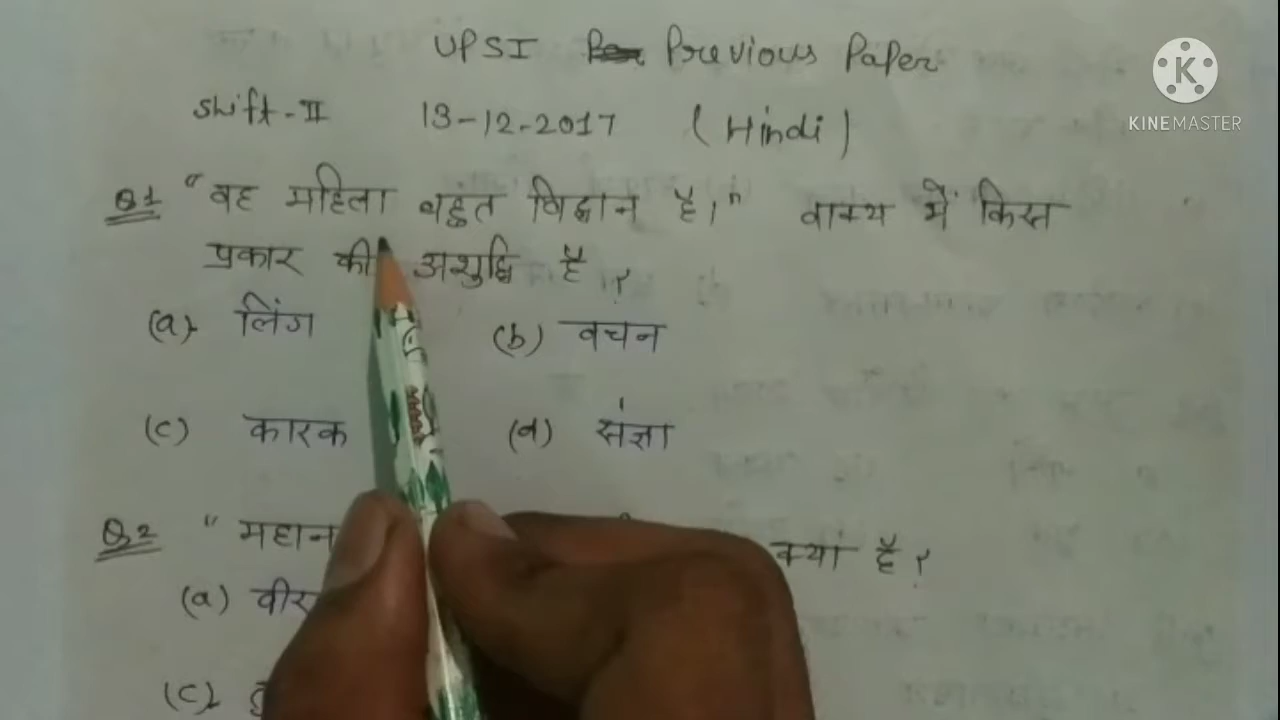 UPSI Previous Paper
Shift-II 13-12-2017 (Hindi)
KINEMASTER
Q1 "वह महिला बहुत विद्वान है।" वाक्य में किस
प्रकार की अशुद्धि है ?
(a) लिंग (b) वचन
(c) कारक (d) संज्ञा
Q2 "महान क्या है ?
(a)
(c)